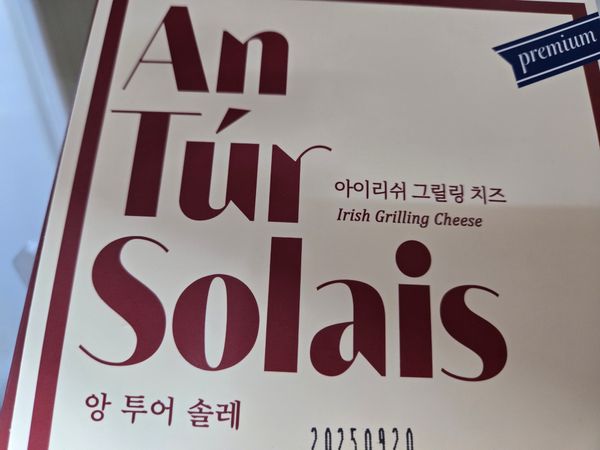 An
premium
Túr
아이리쉬 그릴링 치즈
Irish Grilling Cheese
Solais
앙 투어 솔레
20250920